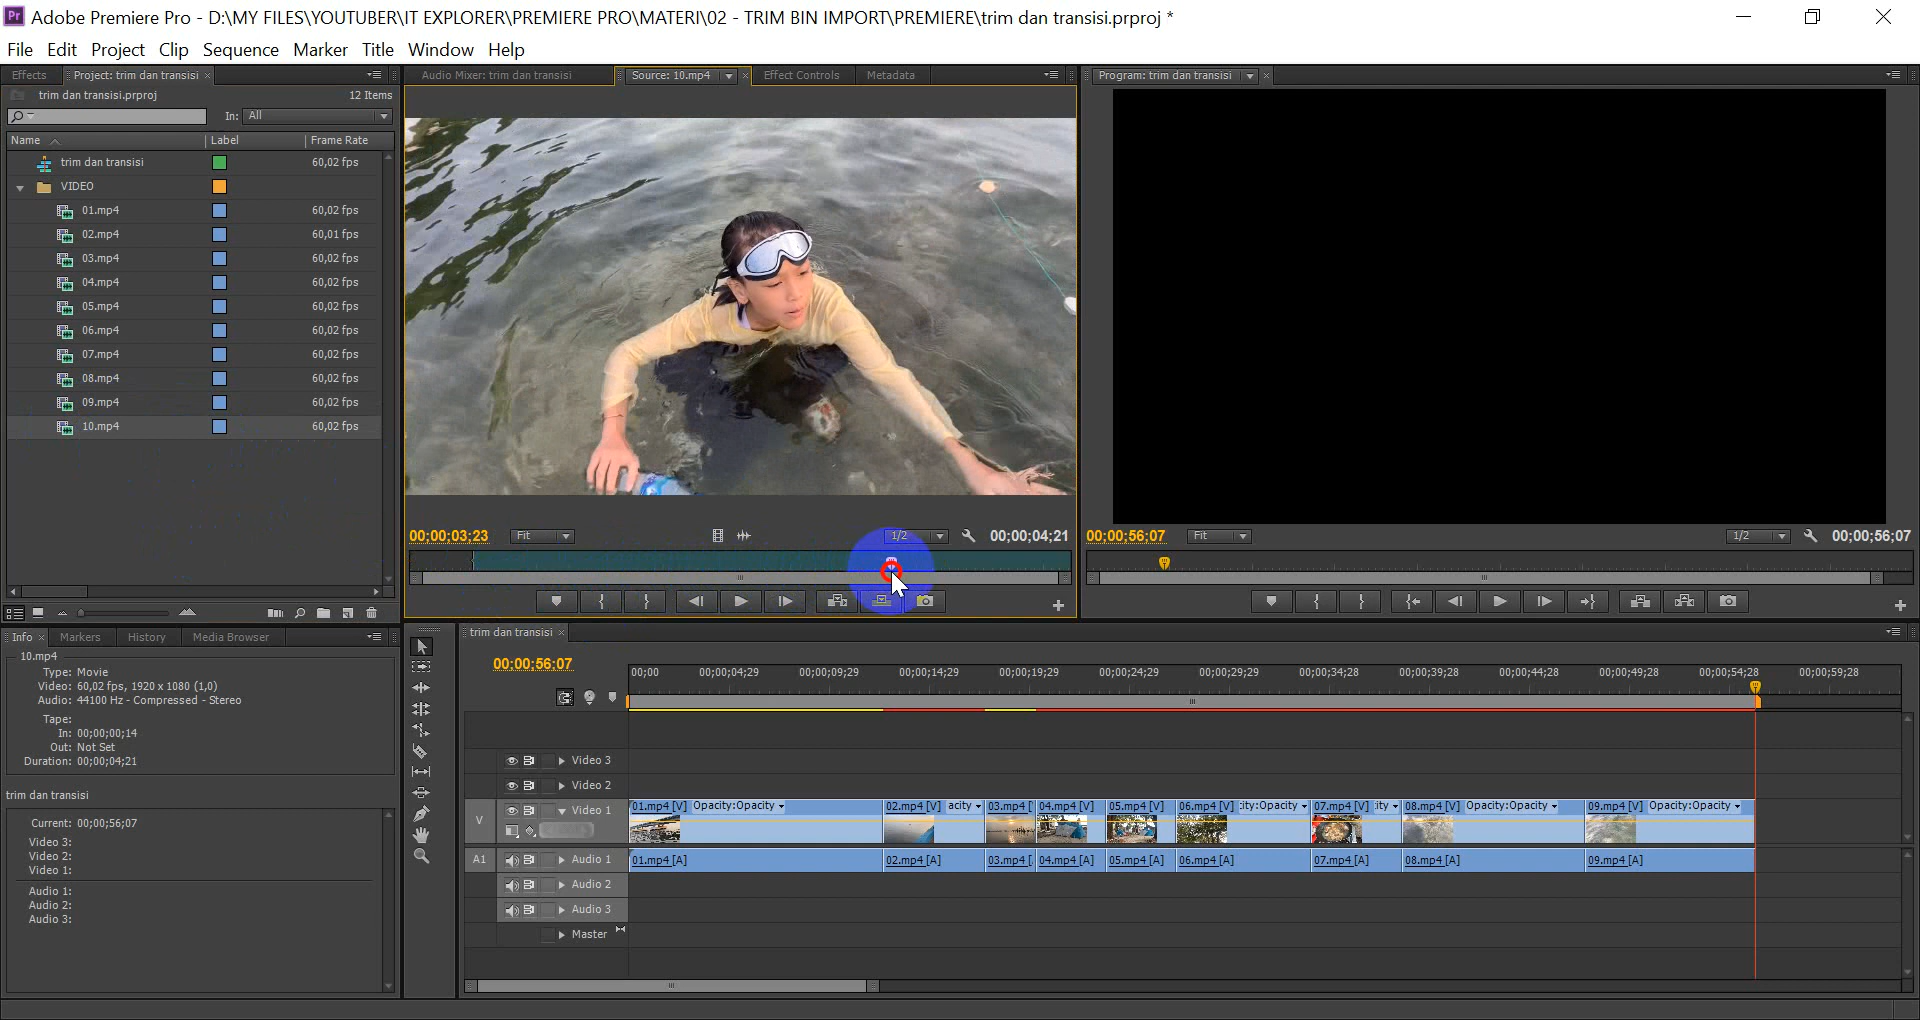 Adobe Premiere Pro - D:\MY FILES\YOUTUBER\IT EXPLORER\PREMIERE PRO\MATERI\02 - TRIM BIN IMPORT\PREMIERE\trim dan transisi.prproj *
File Edit Project Clip Sequence Marker Title Window Help
Effects Project: trim dan transisi
trim dan transisi.prproj 12 Items
In: All
Name Label Frame Rate
trim dan transisi 60,02 fps
VIDEO
01.mp4 60,02 fps
02.mp4 60,01 fps
03.mp4 60,02 fps
04.mp4 60,02 fps
05.mp4 60,02 fps
06.mp4 60,02 fps
07.mp4 60,02 fps
08.mp4 60,02 fps
09.mp4 60,02 fps
10.mp4 60,02 fps
Audio Mixer: trim dan transisi Source: 10.mp4 Effect Controls Metadata
00;00;03;23 Fit 1/2 00;00;04;21
Program: trim dan transisi
00;00;56;07 Fit 1/2 00;00;56;07
Info Markers History Media Browser
10.mp4
Type: Movie
Video: 60,02 fps, 1920 x 1080 (1,0)
Audio: 44100 Hz - Compressed - Stereo
Tape:
In: 00;00;00;14
Out: Not Set
Duration: 00;00;04;21
trim dan transisi
Current: 00;00;56;07
Video 3:
Video 2:
Video 1:
Audio 1:
Audio 2:
Audio 3:
trim dan transisi
00;00;56;07
00;00 00;00;04;29 00;00;09;29 00;00;14;29 00;00;19;29 00;00;24;29 00;00;29;29 00;00;34;28 00;00;39;28 00;00;44;28 00;00;49;28 00;00;54;28 00;00;59;28
Video 3
Video 2
V Video 1
01.mp4 [V] Opacity:Opacity 02.mp4 [V] acity 03.mp4 [ 04.mp4 [V] 05.mp4 [V] 06.mp4 [V] :ity:Opacity 07.mp4 [V] :ity 08.mp4 [V] Opacity:Opacity 09.mp4 [V] Opacity:Opacity
A1 Audio 1
01.mp4 [A] 02.mp4 [A] 03.mp4 [ 04.mp4 [A] 05.mp4 [A] 06.mp4 [A] 07.mp4 [A] 08.mp4 [A] 09.mp4 [A]
Audio 2
Audio 3
Master